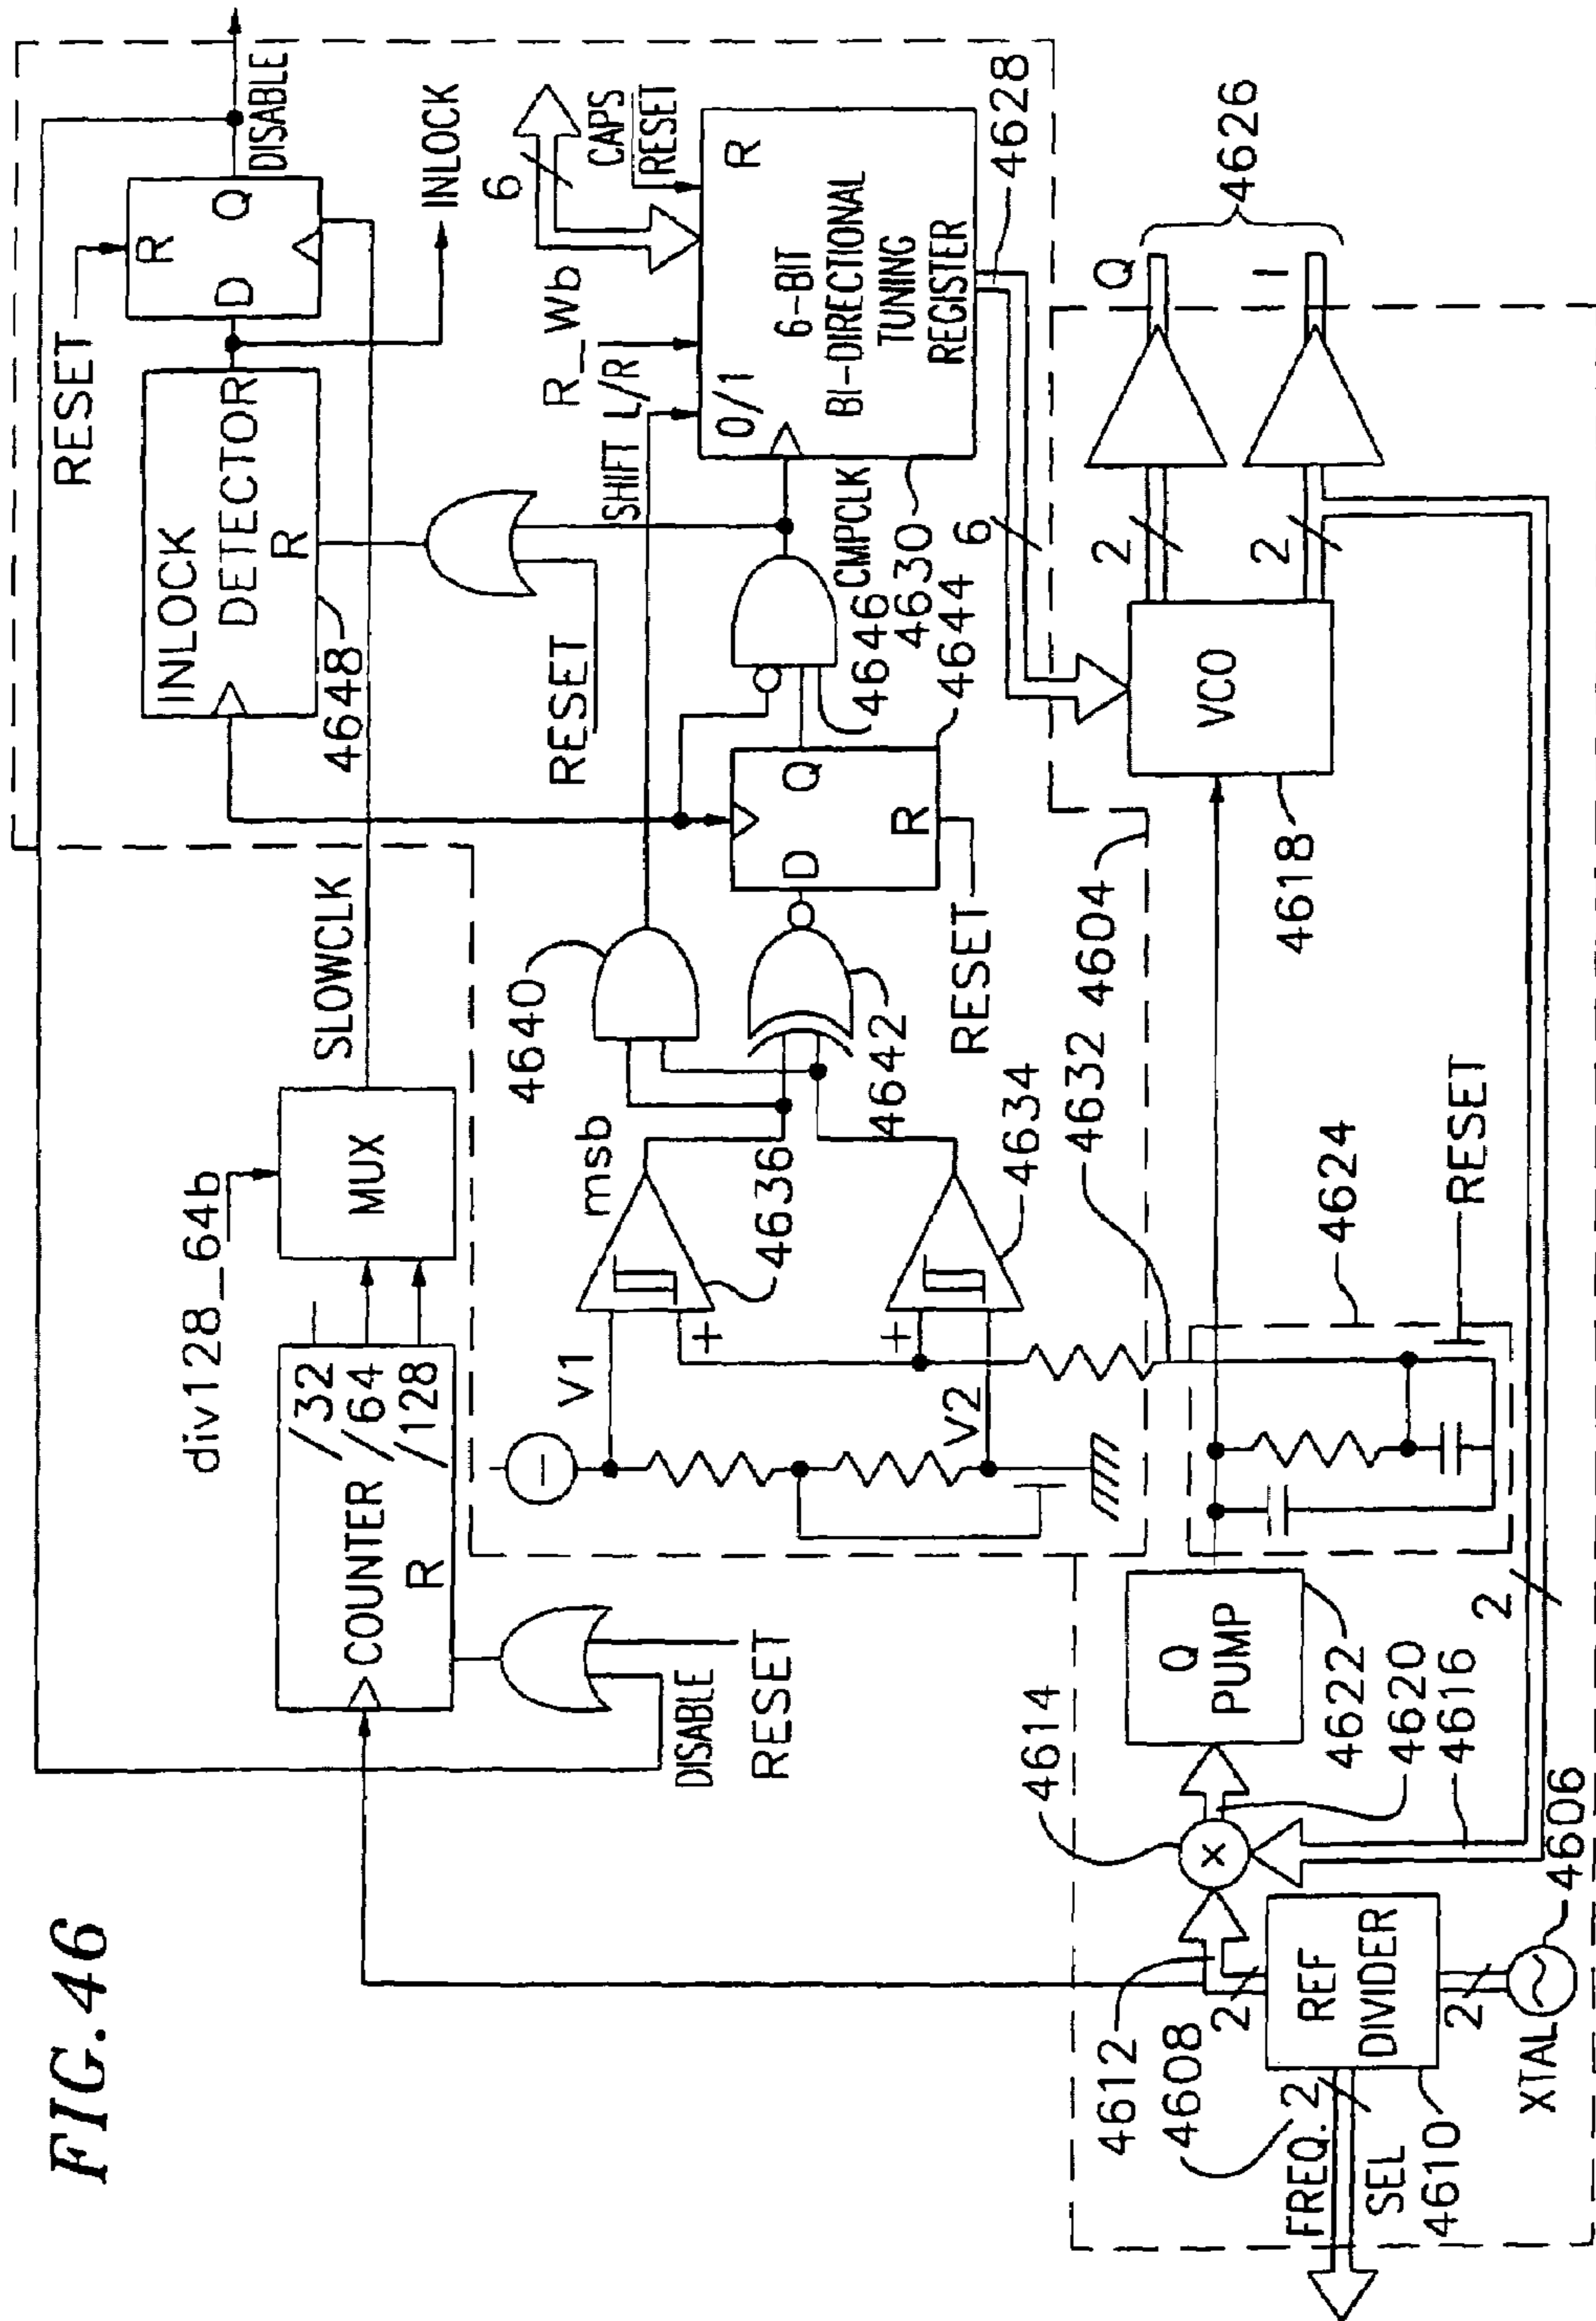 FIG.46
RESET
R
D
Q
DISABLE
INLOCK
DETECTOR
R
4648
INLOCK
RESET
SLOWCLK
div128_64b
MUX
/32
COUNTER /64
/128
R
DISABLE
RESET
6
CAPS
RESET
R_Wb
SHIFT L/R
0/1
R
6-BIT
BI-DIRECTIONAL
TUNING
REGISTER
4628
CMPCLK
4646
4630
4644
6
4640
msb
V1
+
4636
4642
D
Q
R
RESET
+
V2
4634
4632
4604
Q
I
4626
2
2
VCO
4618
4624
RESET
Q
PUMP
4622
4620
4616
2
4614
X
4612
2
4608
REF
DIVIDER
FREQ. 2
SEL
4610
2
XTAL
4606